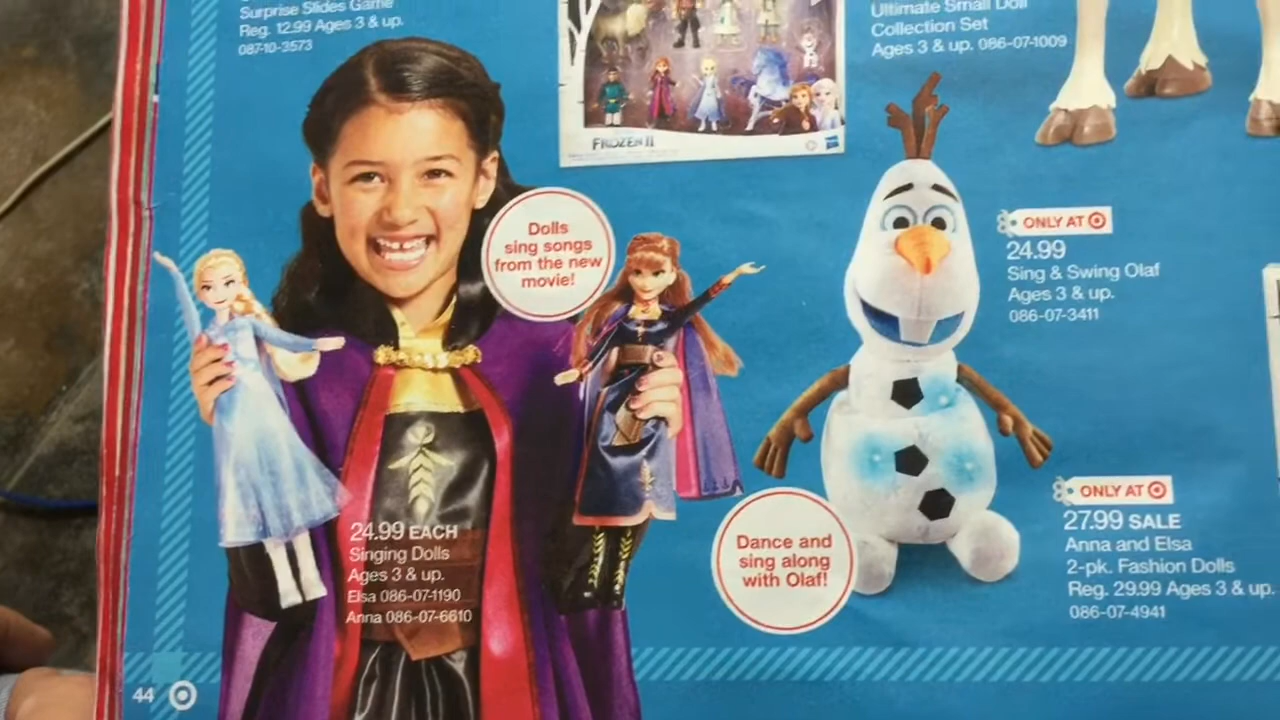 Surprise Slides Game
Reg. 12.99 Ages 3 & up.
087-10-3573
FROZEN II
Ultimate Small Doll
Collection Set
Ages 3 & up. 086-07-1009
Dolls
sing songs
from the new
movie!
ONLY AT
24.99
Sing & Swing Olaf
Ages 3 & up.
086-07-3411
24.99 EACH
Singing Dolls
Ages 3 & up.
Elsa 086-07-1190
Anna 086-07-6610
Dance and
sing along
with Olaf!
ONLY AT
27.99 SALE
Anna and Elsa
2-pk. Fashion Dolls
Reg. 29.99 Ages 3 & up.
086-07-4941
44